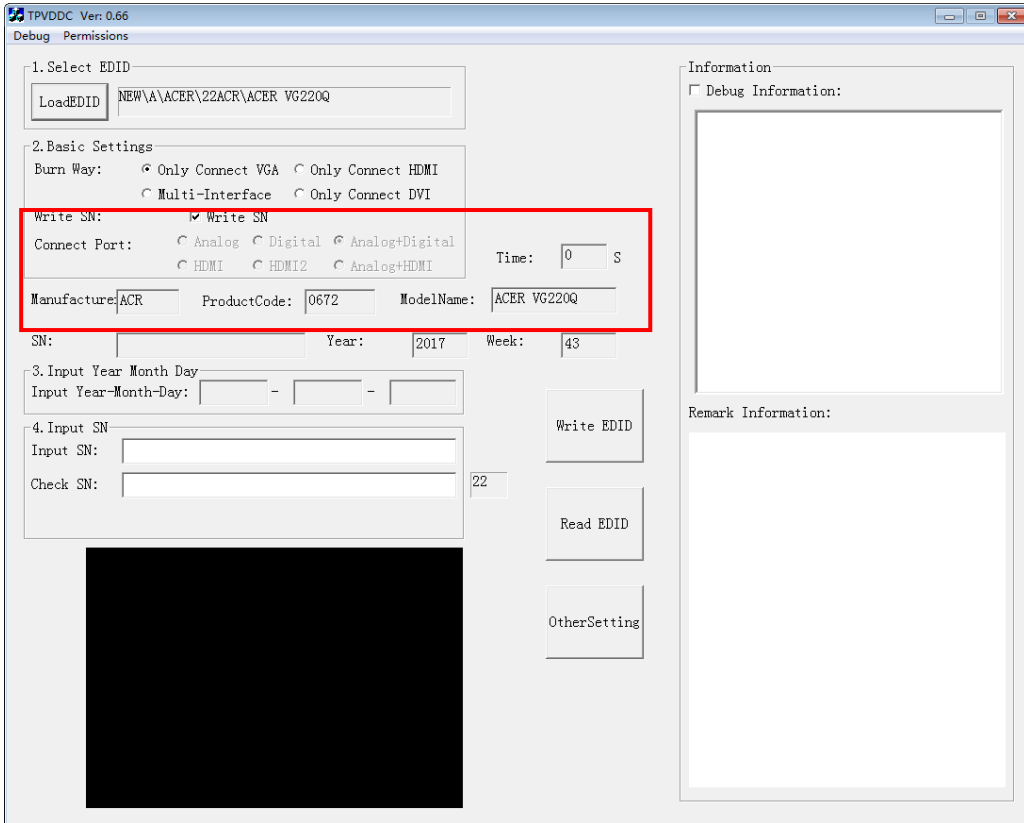 TPVDDC Ver: 0.66
Debug Permissions
1.Select EDID
LoadEDID NEW\A\ACER\22ACR\ACER VG220Q
2.Basic Settings
Burn Way: Only Connect VGA Only Connect HDMI
Multi-Interface Only Connect DVI
Write SN: Write SN
Connect Port: Analog Digital Analog+Digital
HDMI HDMI2 Analog+HDMI
Time: 0 S
Manufacture: ACR ProductCode: 0672 ModelName: ACER VG220Q
SN: Year: 2017 Week: 43
3.Input Year Month Day
Input Year-Month-Day: - -
4.Input SN
Input SN:
Check SN: 22
Write EDID
Read EDID
OtherSetting
Information
Debug Information:
Remark Information: